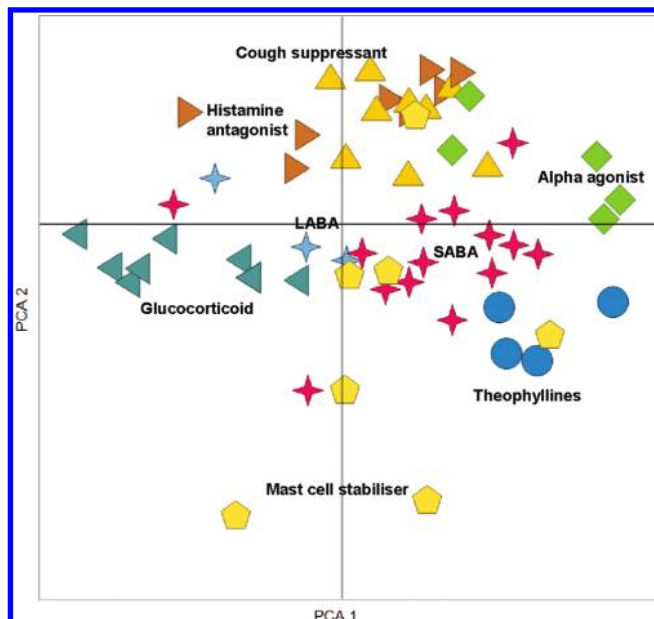 Cough suppressant
Histamine
antagonist
Alpha agonist
LABA
SABA
Glucocorticoid
PCA 2
Theophyllines
Mast cell stabiliser
PCA 1